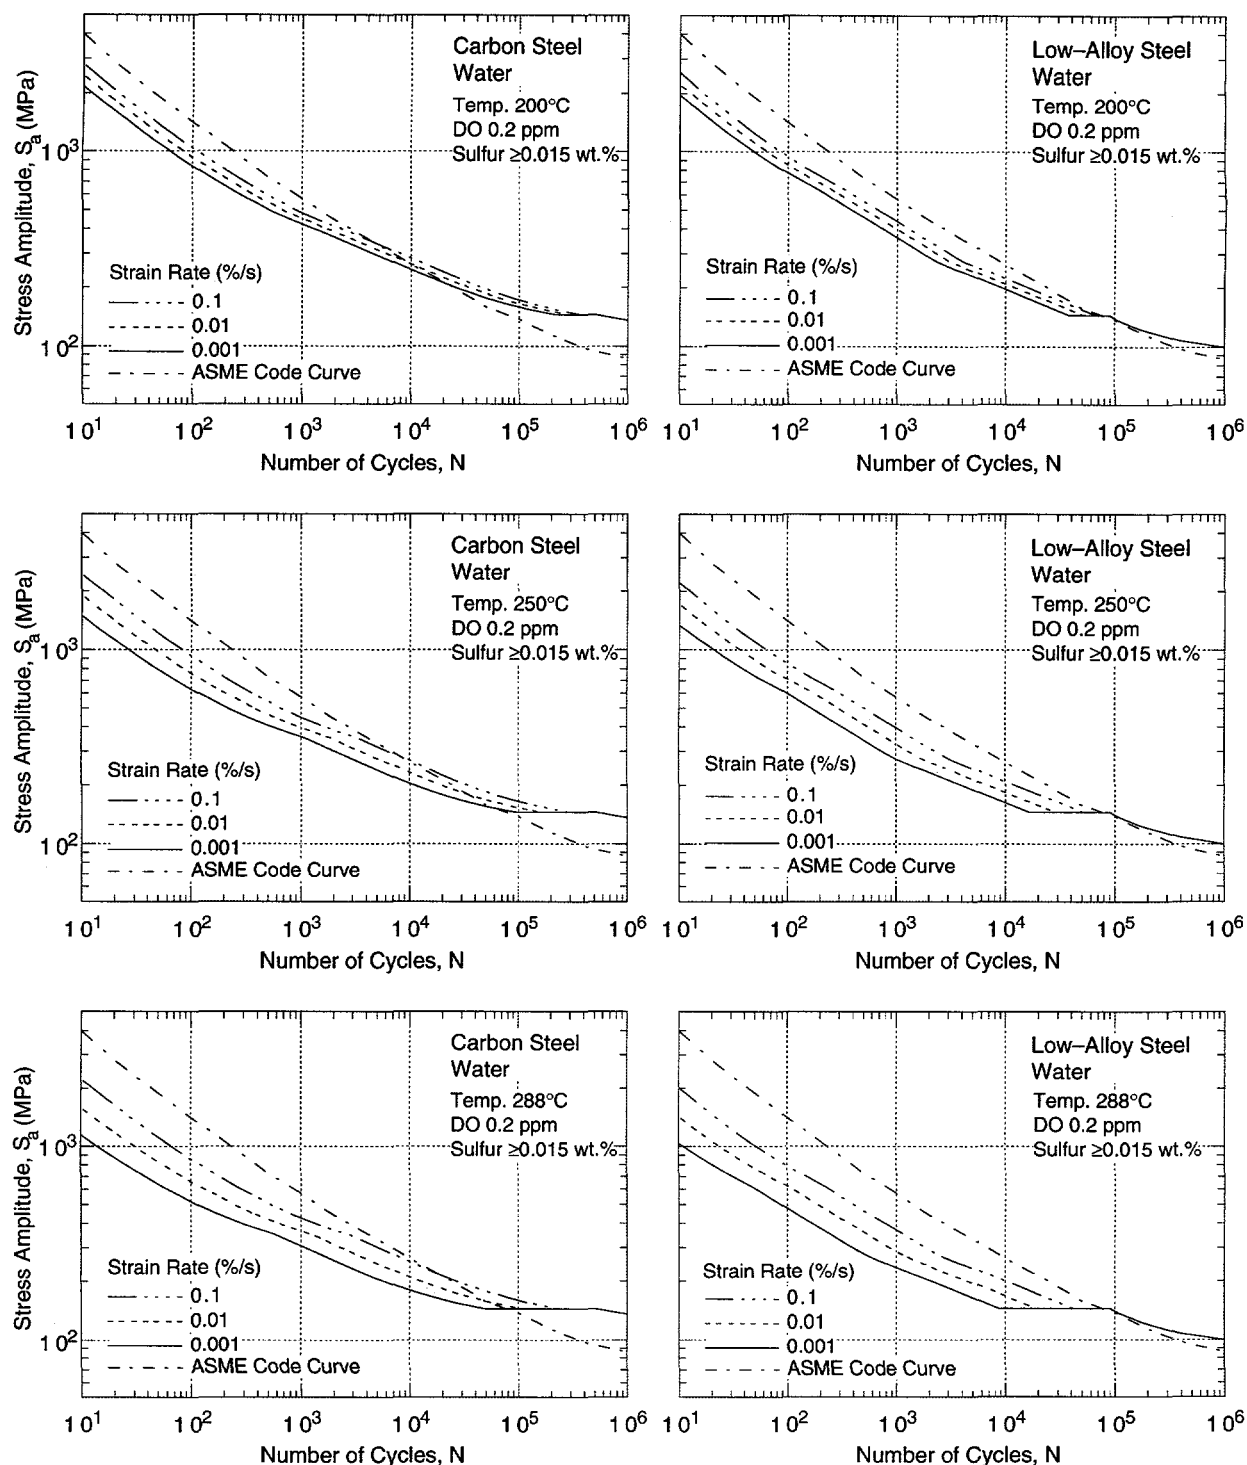 Carbon Steel
Water
Temp. 200°C
DO 0.2 ppm
Sulfur ≥0.015 wt.%
Stress Amplitude, Sa (MPa)
10^3
10^2
Strain Rate (%/s)
0.1
0.01
0.001
ASME Code Curve
10^1 10^2 10^3 10^4 10^5 10^6
Number of Cycles, N
Low–Alloy Steel
Water
Temp. 200°C
DO 0.2 ppm
Sulfur ≥0.015 wt.%
Strain Rate (%/s)
0.1
0.01
0.001
ASME Code Curve
10^1 10^2 10^3 10^4 10^5 10^6
Number of Cycles, N
Carbon Steel
Water
Temp. 250°C
DO 0.2 ppm
Sulfur ≥0.015 wt.%
Stress Amplitude, Sa (MPa)
10^3
10^2
Strain Rate (%/s)
0.1
0.01
0.001
ASME Code Curve
10^1 10^2 10^3 10^4 10^5 10^6
Number of Cycles, N
Low–Alloy Steel
Water
Temp. 250°C
DO 0.2 ppm
Sulfur ≥0.015 wt.%
Strain Rate (%/s)
0.1
0.01
0.001
ASME Code Curve
10^1 10^2 10^3 10^4 10^5 10^6
Number of Cycles, N
Carbon Steel
Water
Temp. 288°C
DO 0.2 ppm
Sulfur ≥0.015 wt.%
Stress Amplitude, Sa (MPa)
10^3
10^2
Strain Rate (%/s)
0.1
0.01
0.001
ASME Code Curve
10^1 10^2 10^3 10^4 10^5 10^6
Number of Cycles, N
Low–Alloy Steel
Water
Temp. 288°C
DO 0.2 ppm
Sulfur ≥0.015 wt.%
Strain Rate (%/s)
0.1
0.01
0.001
ASME Code Curve
10^1 10^2 10^3 10^4 10^5 10^6
Number of Cycles, N